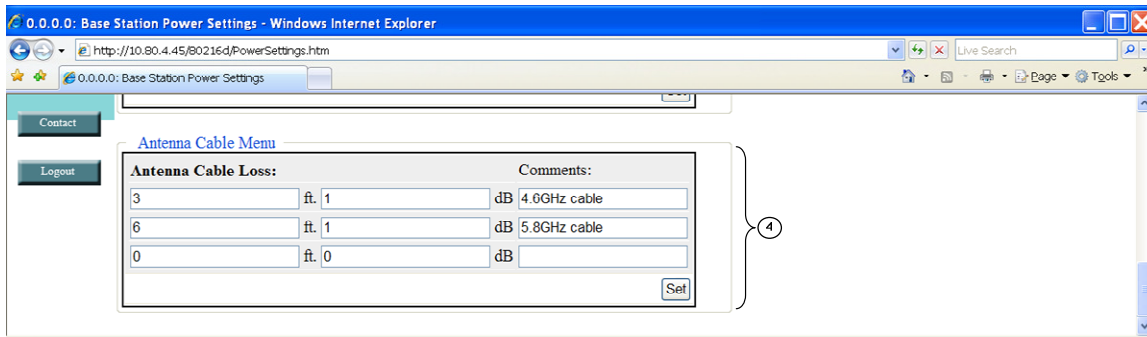 0.0.0.0: Base Station Power Settings - Windows Internet Explorer
http://10.80.4.45/80216d/PowerSettings.htm
Live Search
0.0.0.0: Base Station Power Settings
Page
Tools
Set
Contact
Logout
Antenna Cable Menu
Antenna Cable Loss: Comments:
3 ft. 1 dB 4.6GHz cable
6 ft. 1 dB 5.8GHz cable
0 ft. 0 dB
Set
4